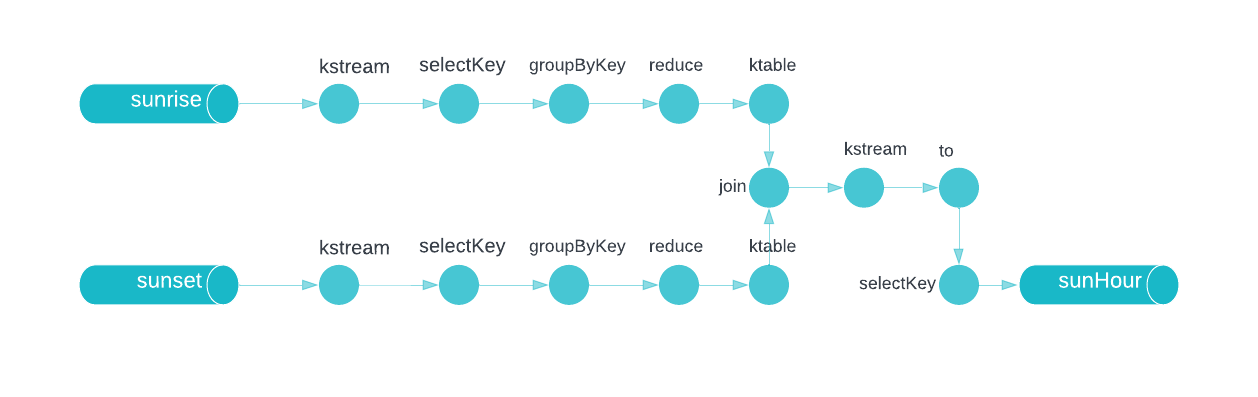 kstream
selectKey
groupByKey
reduce
ktable
sunrise
kstream
to
join
kstream
selectKey
groupByKey
reduce
ktable
sunset
selectKey
sunHour